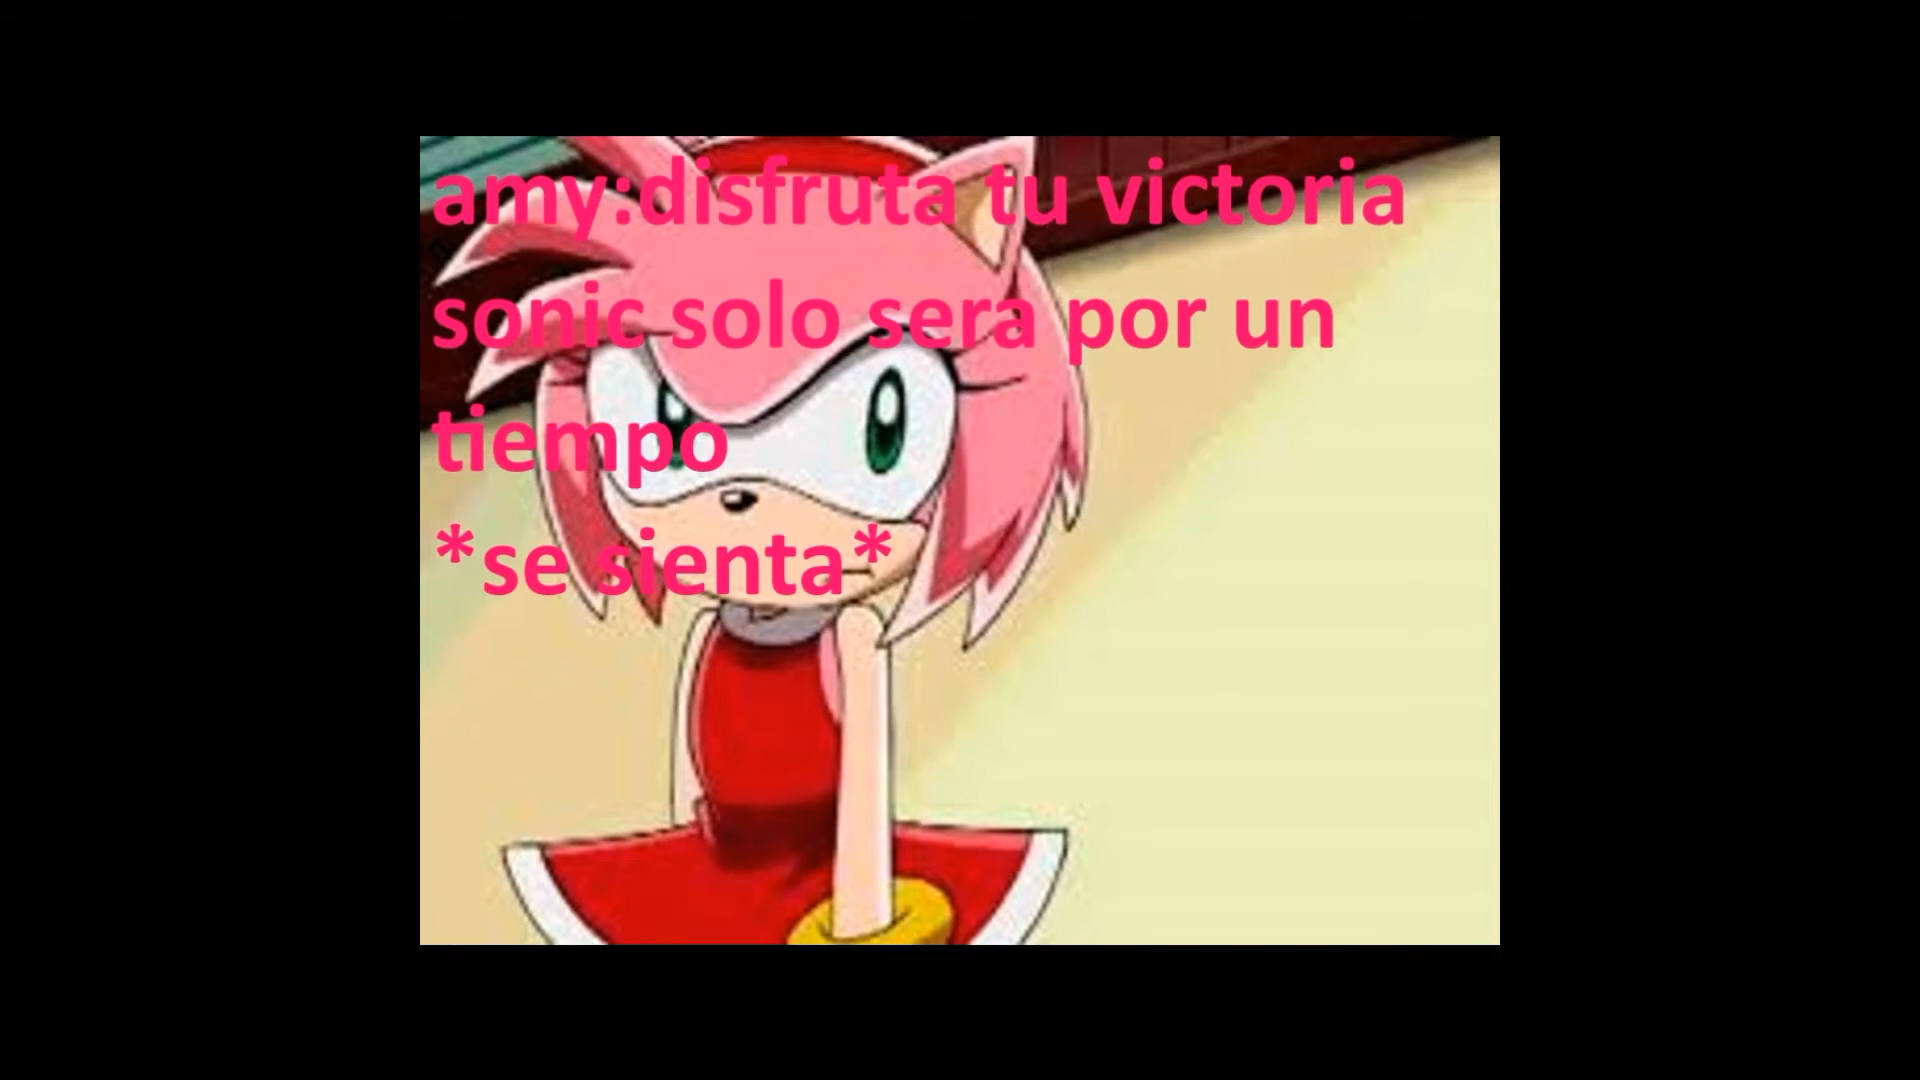 amy:disfruta tu victoria
sonic solo sera por un
tiempo
*se sienta*